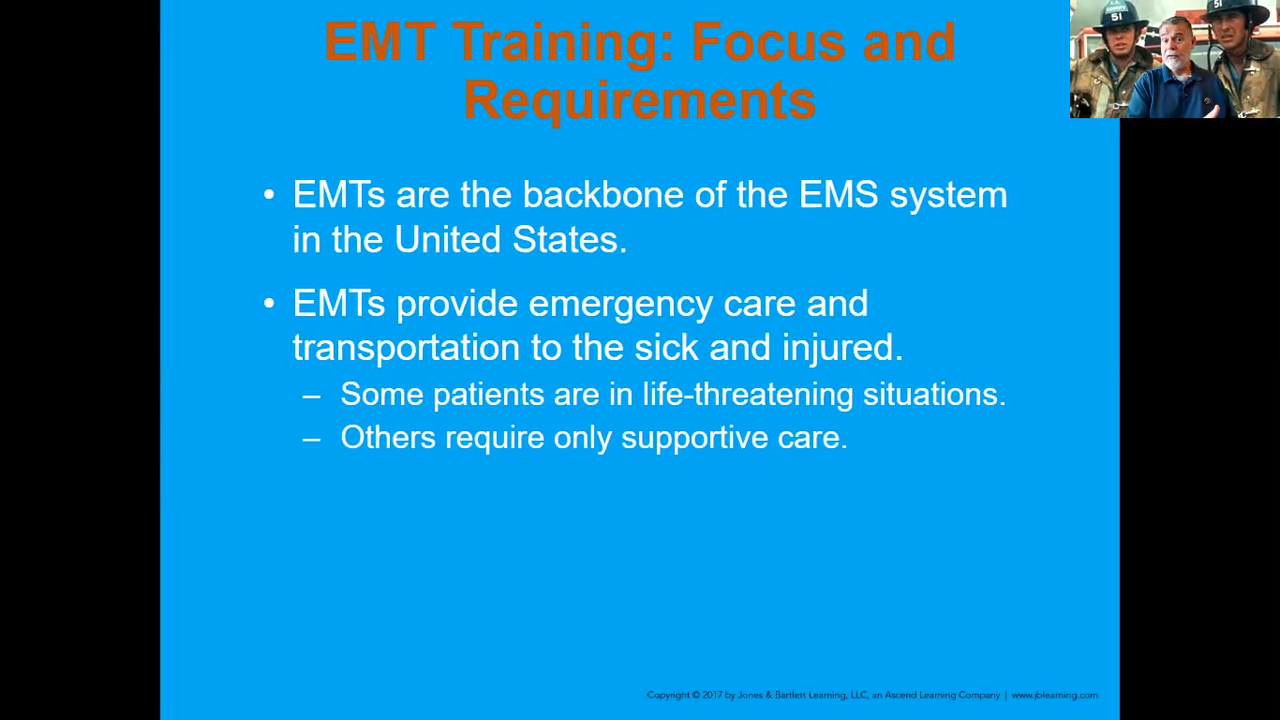 EMT Training: Focus and
Requirements
51
51
• EMTs are the backbone of the EMS system
in the United States.
• EMTs provide emergency care and
transportation to the sick and injured.
– Some patients are in life-threatening situations.
– Others require only supportive care.
Copyright © 2017 by Jones & Bartlett Learning, LLC, an Ascend Learning Company | www.jblearning.com